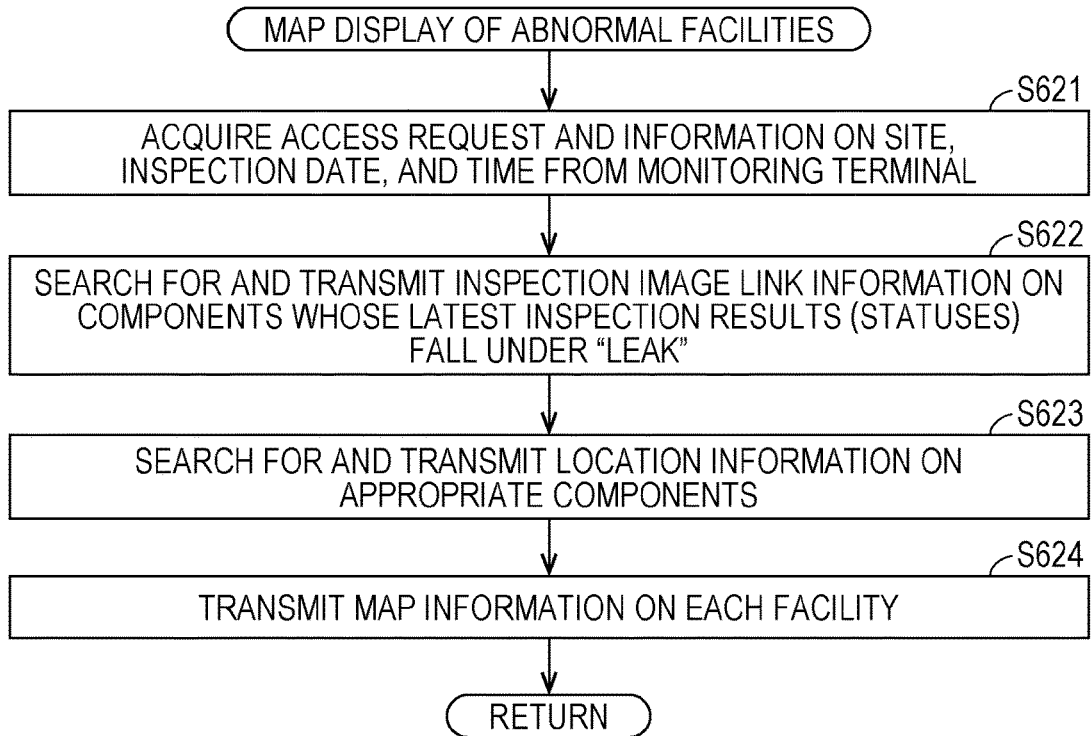 MAP DISPLAY OF ABNORMAL FACILITIES
S621
ACQUIRE ACCESS REQUEST AND INFORMATION ON SITE,
INSPECTION DATE, AND TIME FROM MONITORING TERMINAL
S622
SEARCH FOR AND TRANSMIT INSPECTION IMAGE LINK INFORMATION ON
COMPONENTS WHOSE LATEST INSPECTION RESULTS (STATUSES)
FALL UNDER “LEAK”
S623
SEARCH FOR AND TRANSMIT LOCATION INFORMATION ON
APPROPRIATE COMPONENTS
S624
TRANSMIT MAP INFORMATION ON EACH FACILITY
RETURN